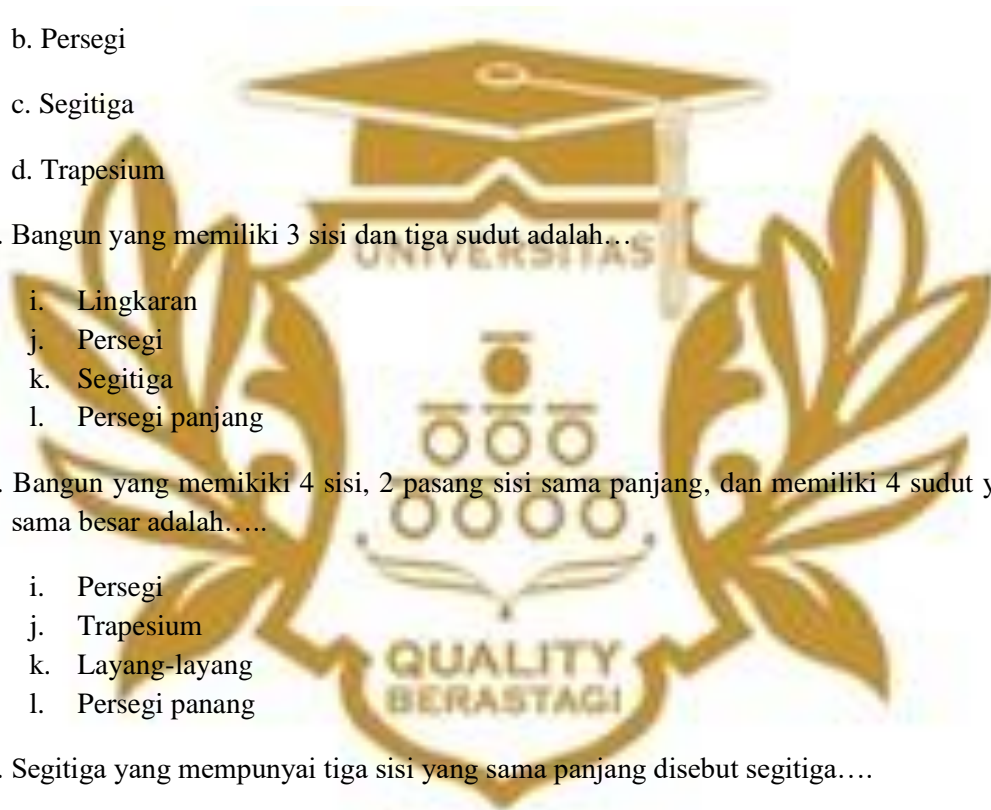 b. Persegi
c. Segitiga
d. Trapesium
. Bangun yang memiliki 3 sisi dan tiga sudut adalah…
UNIVERSITAS
i. Lingkaran
j. Persegi
k. Segitiga
l. Persegi panjang
. Bangun yang memikiki 4 sisi, 2 pasang sisi sama panjang, dan memiliki 4 sudut y
sama besar adalah…..
i. Persegi
j. Trapesium
k. Layang-layang
l. Persegi panang
QUALITY
BERASTAGI
. Segitiga yang mempunyai tiga sisi yang sama panjang disebut segitiga….